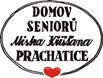 DOMOV
SENIORŮ
Mistra Křišťana
PRACHATICE